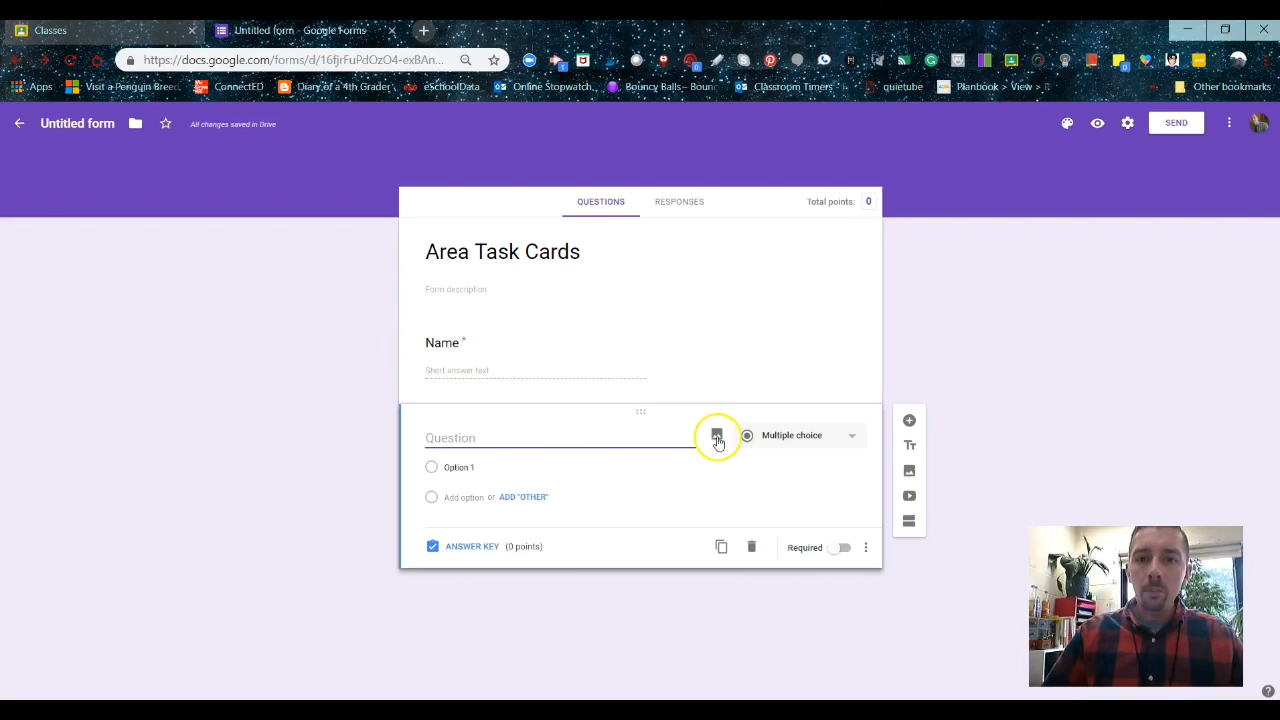 Classes
Untitled form - Google Forms
https://docs.google.com/forms/d/16fjrFuPdOzO4-exBAn...
Apps
Visit a Penguin Breed
ConnectED
Diary of a 4th Grader
eSchoolData
Online Stopwatch
Bouncy Balls – Boun
Classroom Timers
quietube
Planbook > View >
Other bookmarks
Untitled form
All changes saved in Drive
SEND
QUESTIONS
RESPONSES
Total points: 0
Area Task Cards
Form description
Name *
Short answer text
Question
Multiple choice
Option 1
Add option or ADD "OTHER"
ANSWER KEY (0 points)
Required